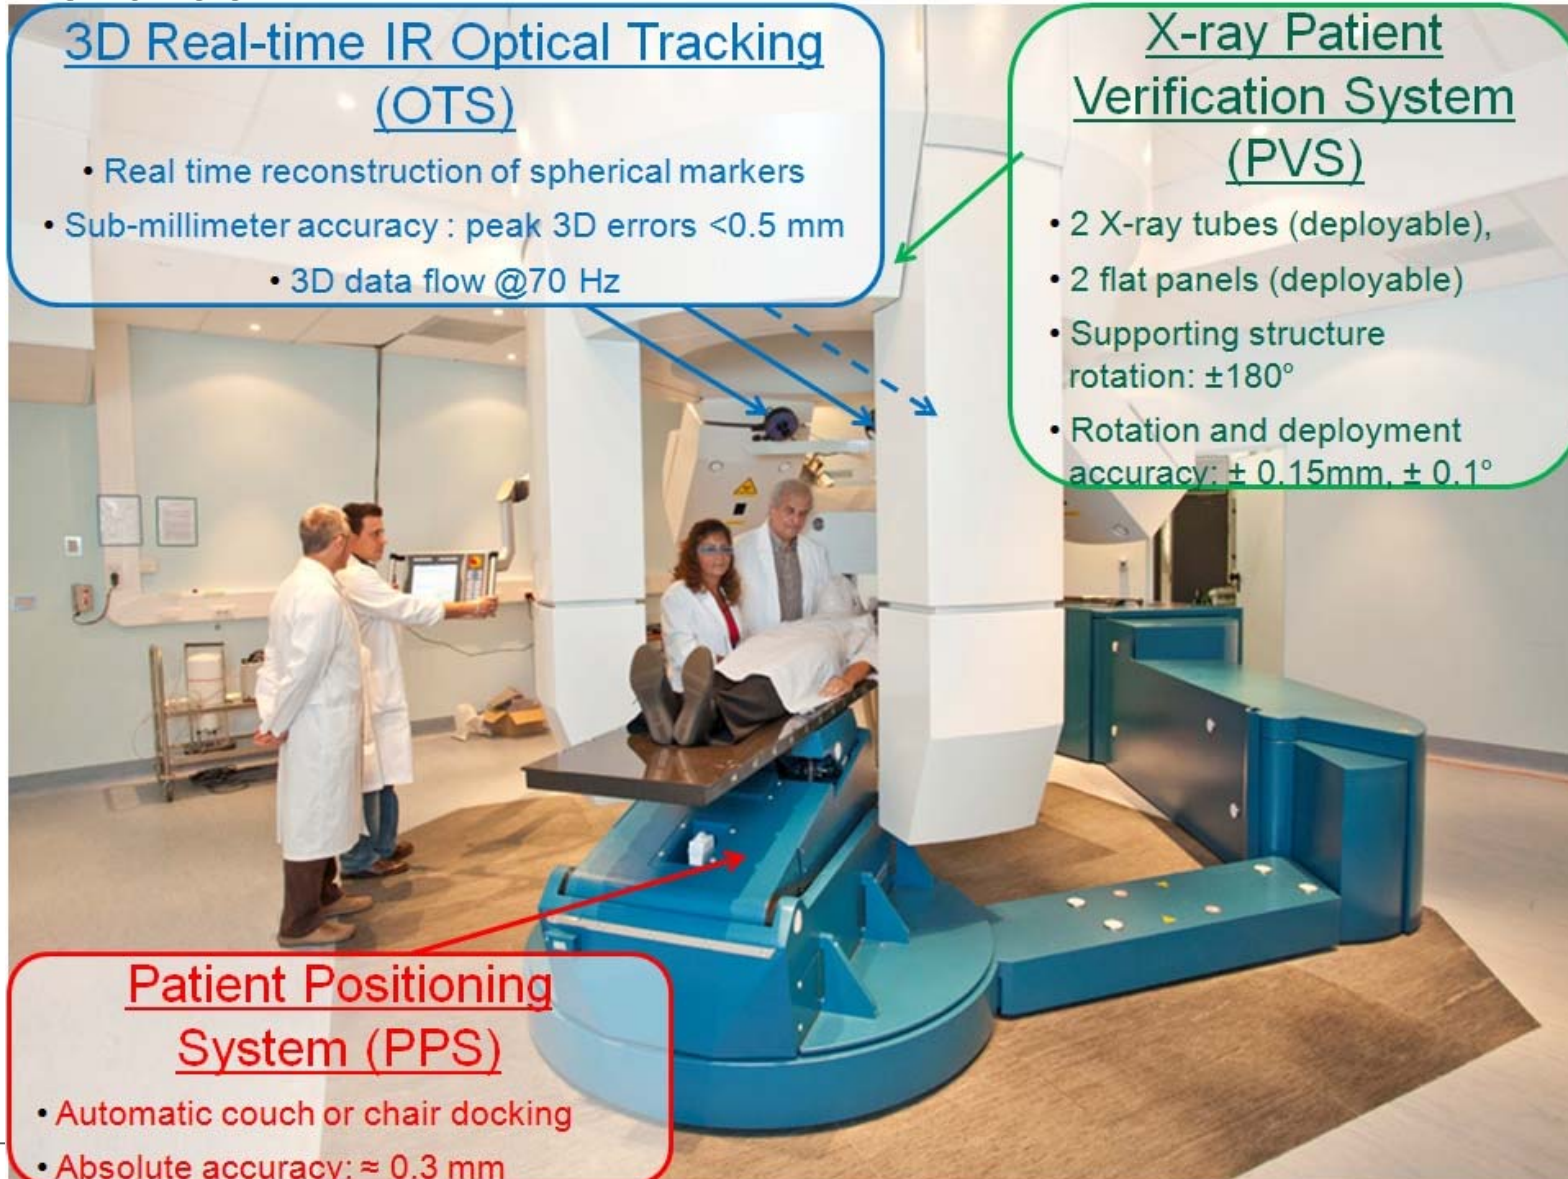 3D Real-time IR Optical Tracking
(OTS)
• Real time reconstruction of spherical markers
• Sub-millimeter accuracy : peak 3D errors <0.5 mm
• 3D data flow @70 Hz
X-ray Patient
Verification System
(PVS)
• 2 X-ray tubes (deployable),
• 2 flat panels (deployable)
• Supporting structure
rotation: ±180°
• Rotation and deployment
accuracy: ± 0.15mm, ± 0.1°
Patient Positioning
System (PPS)
• Automatic couch or chair docking
• Absolute accuracy: ≈ 0.3 mm